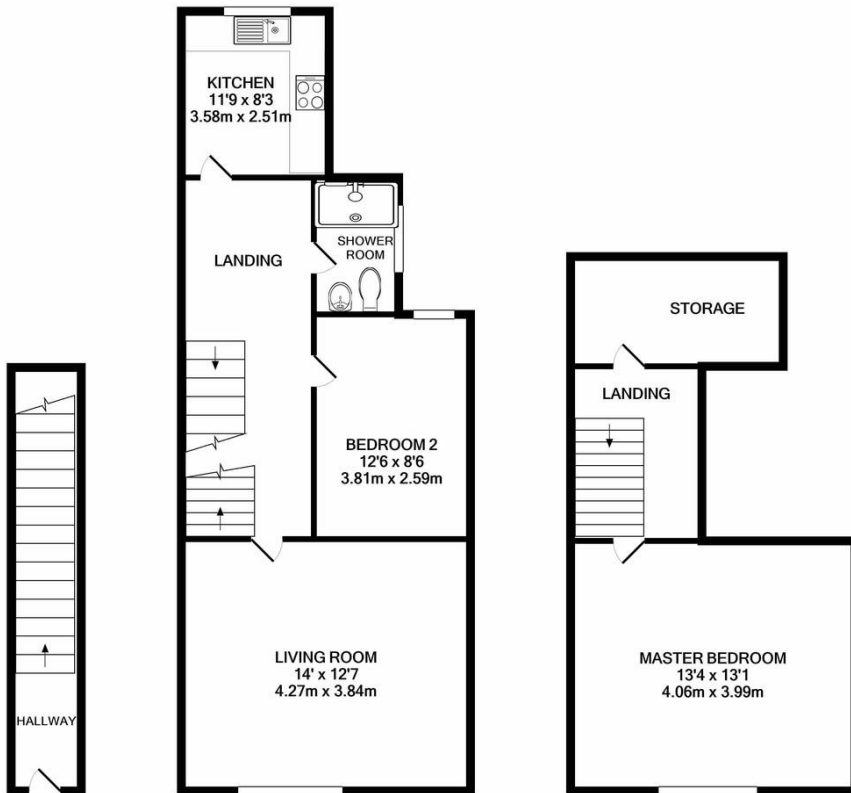 KITCHEN
11'9 x 8'3
3.58m x 2.51m
LANDING
SHOWER
ROOM
BEDROOM 2
12'6 x 8'6
3.81m x 2.59m
LIVING ROOM
14' x 12'7
4.27m x 3.84m
HALLWAY
STORAGE
LANDING
MASTER BEDROOM
13'4 x 13'1
4.06m x 3.99m